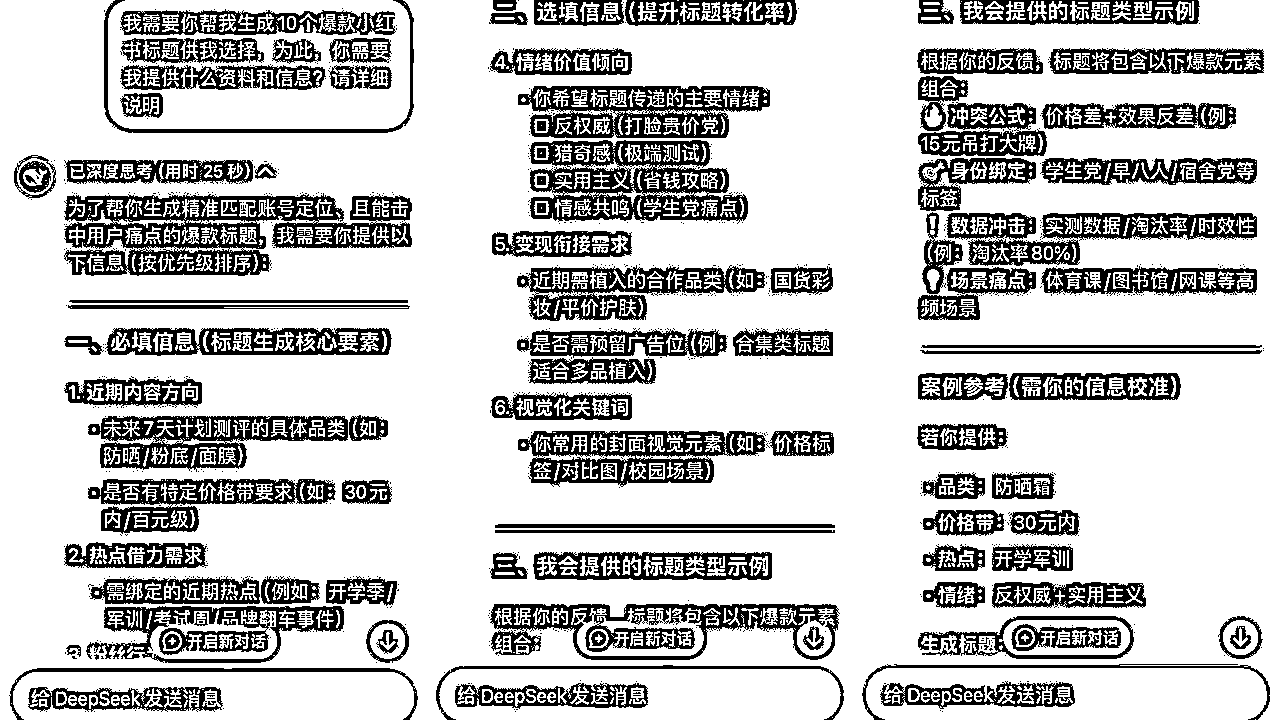 我需要你帮我生成10个爆款小红
书标题供我选择，为此，你需要
我提供什么资料和信息？请详细
说明
已深度思考（用时 25 秒）
为了帮你生成精准匹配账号定位、且能击
中用户痛点的爆款标题，我需要你提供以
下信息（按优先级排序）：
一、必填信息（标题生成核心要素）
1. 近期内容方向
未来7天计划测评的具体品类（如：
防晒/粉底/面膜）
是否有特定价格带要求（如：30元
内/百元级）
2. 热点借力需求
需绑定的近期热点（例如：开学季/
军训/考试周/品牌翻车事件）
开启新对话
给 DeepSeek 发送消息
二、选填信息（提升标题转化率）
4. 情绪价值倾向
你希望标题传递的主要情绪：
□ 反权威（打脸贵价党）
□ 猎奇感（极端测试）
□ 实用主义（省钱攻略）
□ 情感共鸣（学生党痛点）
5. 变现衔接需求
近期需植入的合作品类（如：国货彩
妆/平价护肤）
是否需预留广告位（例：合集类标题
适合多品植入）
6. 视觉化关键词
你常用的封面视觉元素（如：价格标
签/对比图/校园场景）
三、我会提供的标题类型示例
根据你的反馈，标题将包含以下爆款元素
组合：
开启新对话
给 DeepSeek 发送消息
三、我会提供的标题类型示例
根据你的反馈，标题将包含以下爆款元素
组合：
冲突公式：价格差+效果反差（例：
15元吊打大牌）
身份绑定：学生党/早八人/宿舍党等
标签
❗ 数据冲击：实测数据/淘汰率/时效性
（例：淘汰率80%）
💡 场景痛点：体育课/图书馆/网课等高
频场景
案例参考（需你的信息校准）
若你提供：
品类：防晒霜
价格带：30元内
热点：开学军训
情绪：反权威+实用主义
生成标题：
开启新对话
给 DeepSeek 发送消息